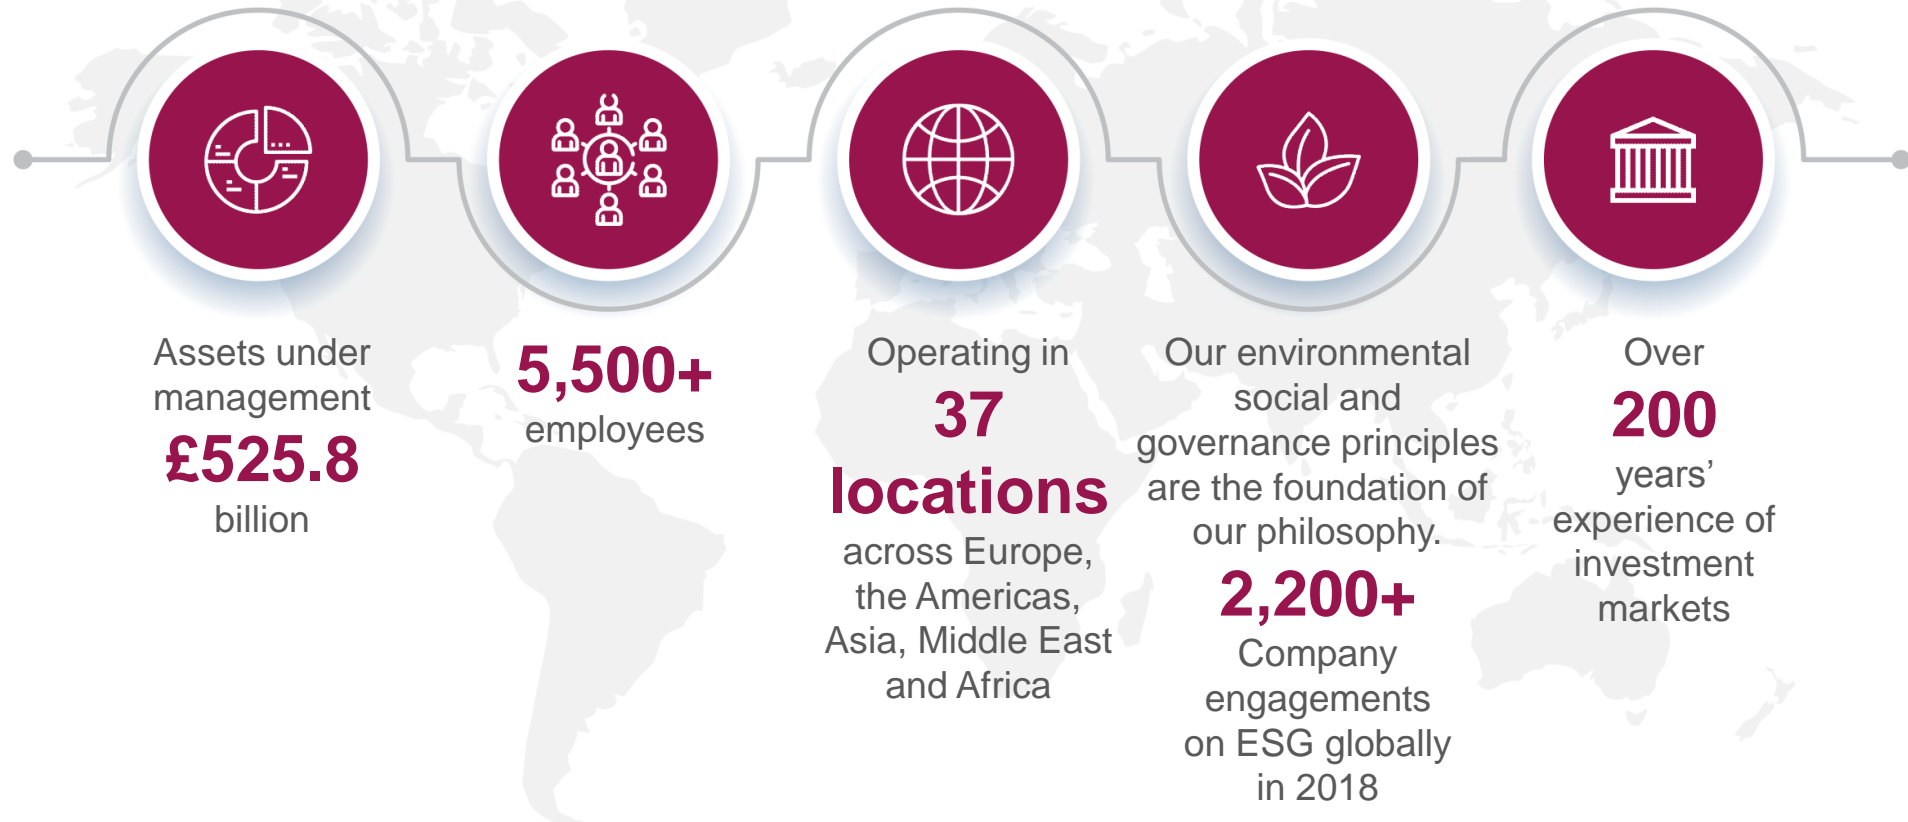 Assets under
management
£525.8
billion
5,500+
employees
Operating in
37
locations
across Europe,
the Americas,
Asia, Middle East
and Africa
Our environmental
social and
governance principles
are the foundation of
our philosophy.
2,200+
Company
engagements
on ESG globally
in 2018
Over
200
years’
experience of
investment
markets